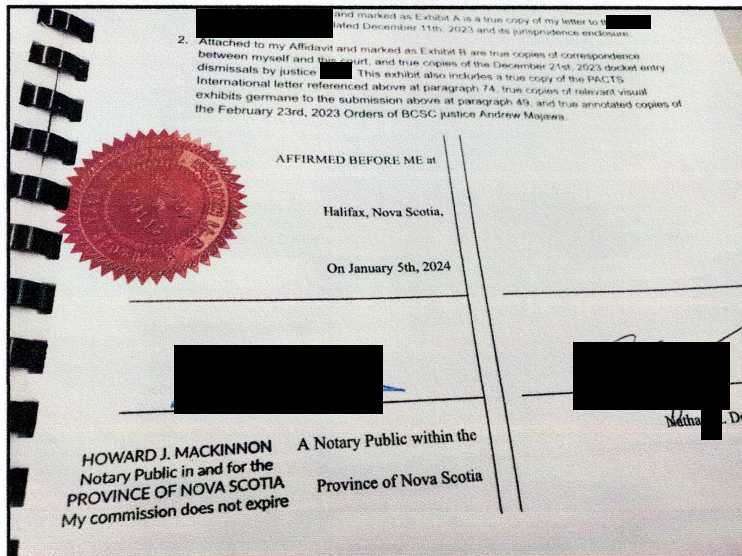 and marked as Exhibit A is a true copy of my letter to
dated December 11th, 2023 and its jurisprudence enclosure.
2. Attached to my Affidavit and marked as Exhibit B are true copies of correspondence
between myself and this court, and true copies of the December 21st, 2023 docket entry
dismissals by justice This exhibit also includes a true copy of the PACTS
International letter referenced above at paragraph 74, true copies of relevant visual
exhibits germane to the submission above at paragraph 49, and true annotated copies of
the February 23rd, 2023 Orders of BCSC justice Andrew Majawa.
AFFIRMED BEFORE ME at
Halifax, Nova Scotia,
On January 5th, 2024
HOWARD J. MACKINNON
Notary Public in and for the
PROVINCE OF NOVA SCOTIA
My commission does not expire
A Notary Public within the
Province of Nova Scotia